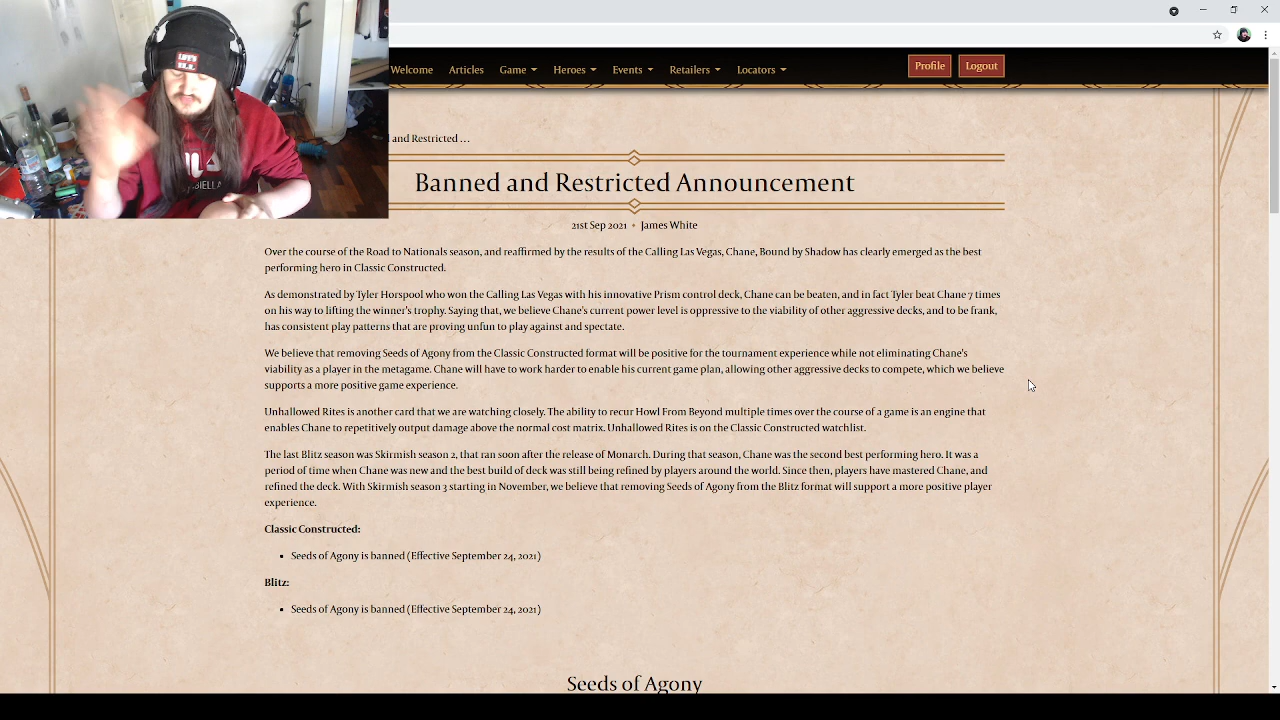 Welcome Articles Game Heroes Events Retailers Locators Profile Logout
and Restricted …
Banned and Restricted Announcement
21st Sep 2021 • James White
Over the course of the Road to Nationals season, and reaffirmed by the results of the Calling Las Vegas, Chane, Bound by Shadow has clearly emerged as the best
performing hero in Classic Constructed.
As demonstrated by Tyler Horspool who won the Calling Las Vegas with his innovative Prism control deck, Chane can be beaten, and in fact Tyler beat Chane 7 times
on his way to lifting the winner's trophy. Saying that, we believe Chane's current power level is oppressive to the viability of other aggressive decks, and to be frank,
has consistent play patterns that are proving unfun to play against and spectate.
We believe that removing Seeds of Agony from the Classic Constructed format will be positive for the tournament experience while not eliminating Chane's
viability as a player in the metagame. Chane will have to work harder to enable his current game plan, allowing other aggressive decks to compete, which we believe
supports a more positive game experience.
Unhallowed Rites is another card that we are watching closely. The ability to recur Howl From Beyond multiple times over the course of a game is an engine that
enables Chane to repetitively output damage above the normal cost matrix. Unhallowed Rites is on the Classic Constructed watchlist.
The last Blitz season was Skirmish season 2, that ran soon after the release of Monarch. During that season, Chane was the second best performing hero. It was a
period of time when Chane was new and the best build of deck was still being refined by players around the world. Since then, players have mastered Chane, and
refined the deck. With Skirmish season 3 starting in November, we believe that removing Seeds of Agony from the Blitz format will support a more positive player
experience.
Classic Constructed:
▪ Seeds of Agony is banned (Effective September 24, 2021)
Blitz:
▪ Seeds of Agony is banned (Effective September 24, 2021)
Seeds of Agony